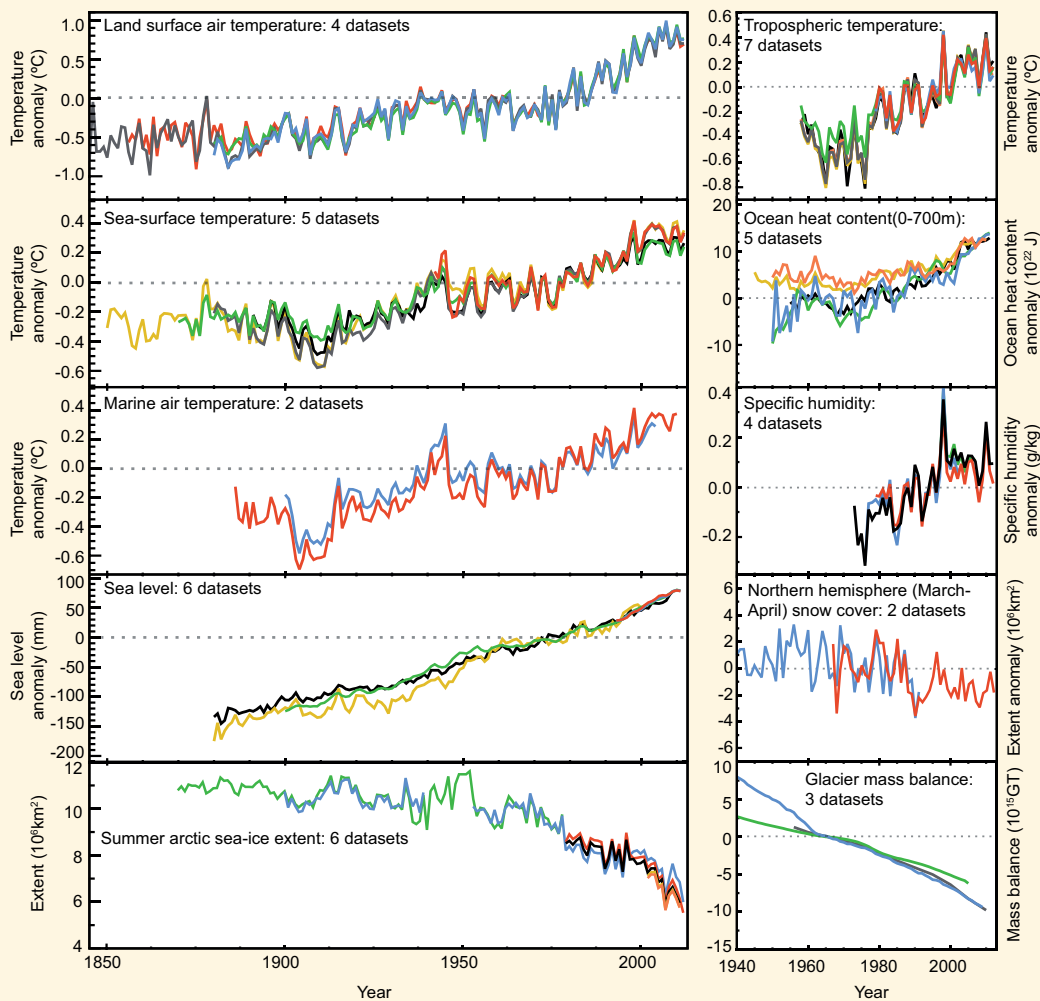 Land surface air temperature: 4 datasets
1.0
0.5
0.0
-0.5
-1.0
Temperature
anomaly (ºC)
Sea-surface temperature: 5 datasets
0.4
0.2
0.0
-0.2
-0.4
-0.6
Temperature
anomaly (ºC)
Marine air temperature: 2 datasets
0.4
0.2
0.0
-0.2
-0.4
-0.6
Temperature
anomaly (ºC)
Sea level: 6 datasets
100
50
0
-50
-100
-150
-200
Sea level
anomaly (mm)
Summer arctic sea-ice extent: 6 datasets
12
10
8
6
4
Extent (10⁶km²)
1850
1900
1950
2000
Year
Tropospheric temperature:
7 datasets
0.6
0.4
0.2
0.0
-0.2
-0.4
-0.6
-0.8
Temperature
anomaly (ºC)
Ocean heat content(0-700m):
5 datasets
20
10
0
-10
Ocean heat content
anomaly (10²² J)
Specific humidity:
4 datasets
0.4
0.2
0.0
-0.2
Specific humidity
anomaly (g/kg)
Northern hemisphere (March-
April) snow cover: 2 datasets
6
4
2
0
-2
-4
-6
Extent anomaly (10⁶km²)
Glacier mass balance:
3 datasets
10
5
0
-5
-10
-15
Mass balance (10¹⁵GT)
1940
1960
1980
2000
Year